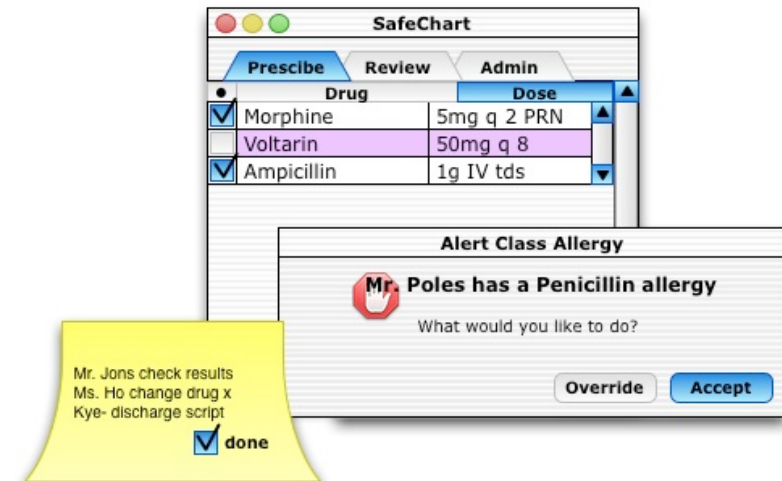 SafeChart
Prescibe Review Admin
Drug Dose
Morphine 5mg q 2 PRN
Voltarin 50mg q 8
Ampicillin 1g IV tds
Alert Class Allergy
Mr. Poles has a Penicillin allergy
What would you like to do?
Override Accept
Mr. Jons check results
Ms. Ho change drug x
Kye- discharge script
done